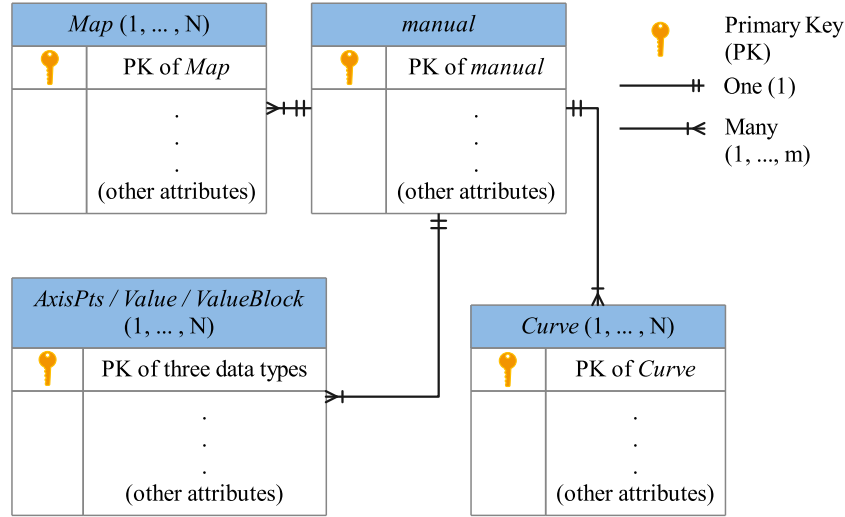 Map (1, ... , N)
PK of Map
.
.
.
(other attributes)
manual
PK of manual
.
.
.
(other attributes)
Primary Key
(PK)
One (1)
Many
(1, ..., m)
AxisPts / Value / ValueBlock
(1, ... , N)
PK of three data types
.
.
.
(other attributes)
Curve (1, ... , N)
PK of Curve
.
.
.
(other attributes)